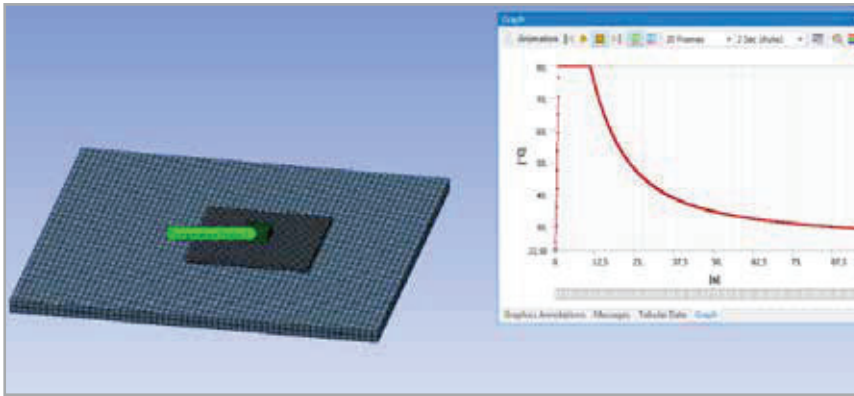 Graph
Animation 20 Frames 2 Sec (Auto)
80,
70,
60,
50,
40,
30,
22,38
[°C]
0 12,5 25, 37,5 50, 62,5 75, 87,5
[s]
Graphics Annotations Messages Tabular Data Graph